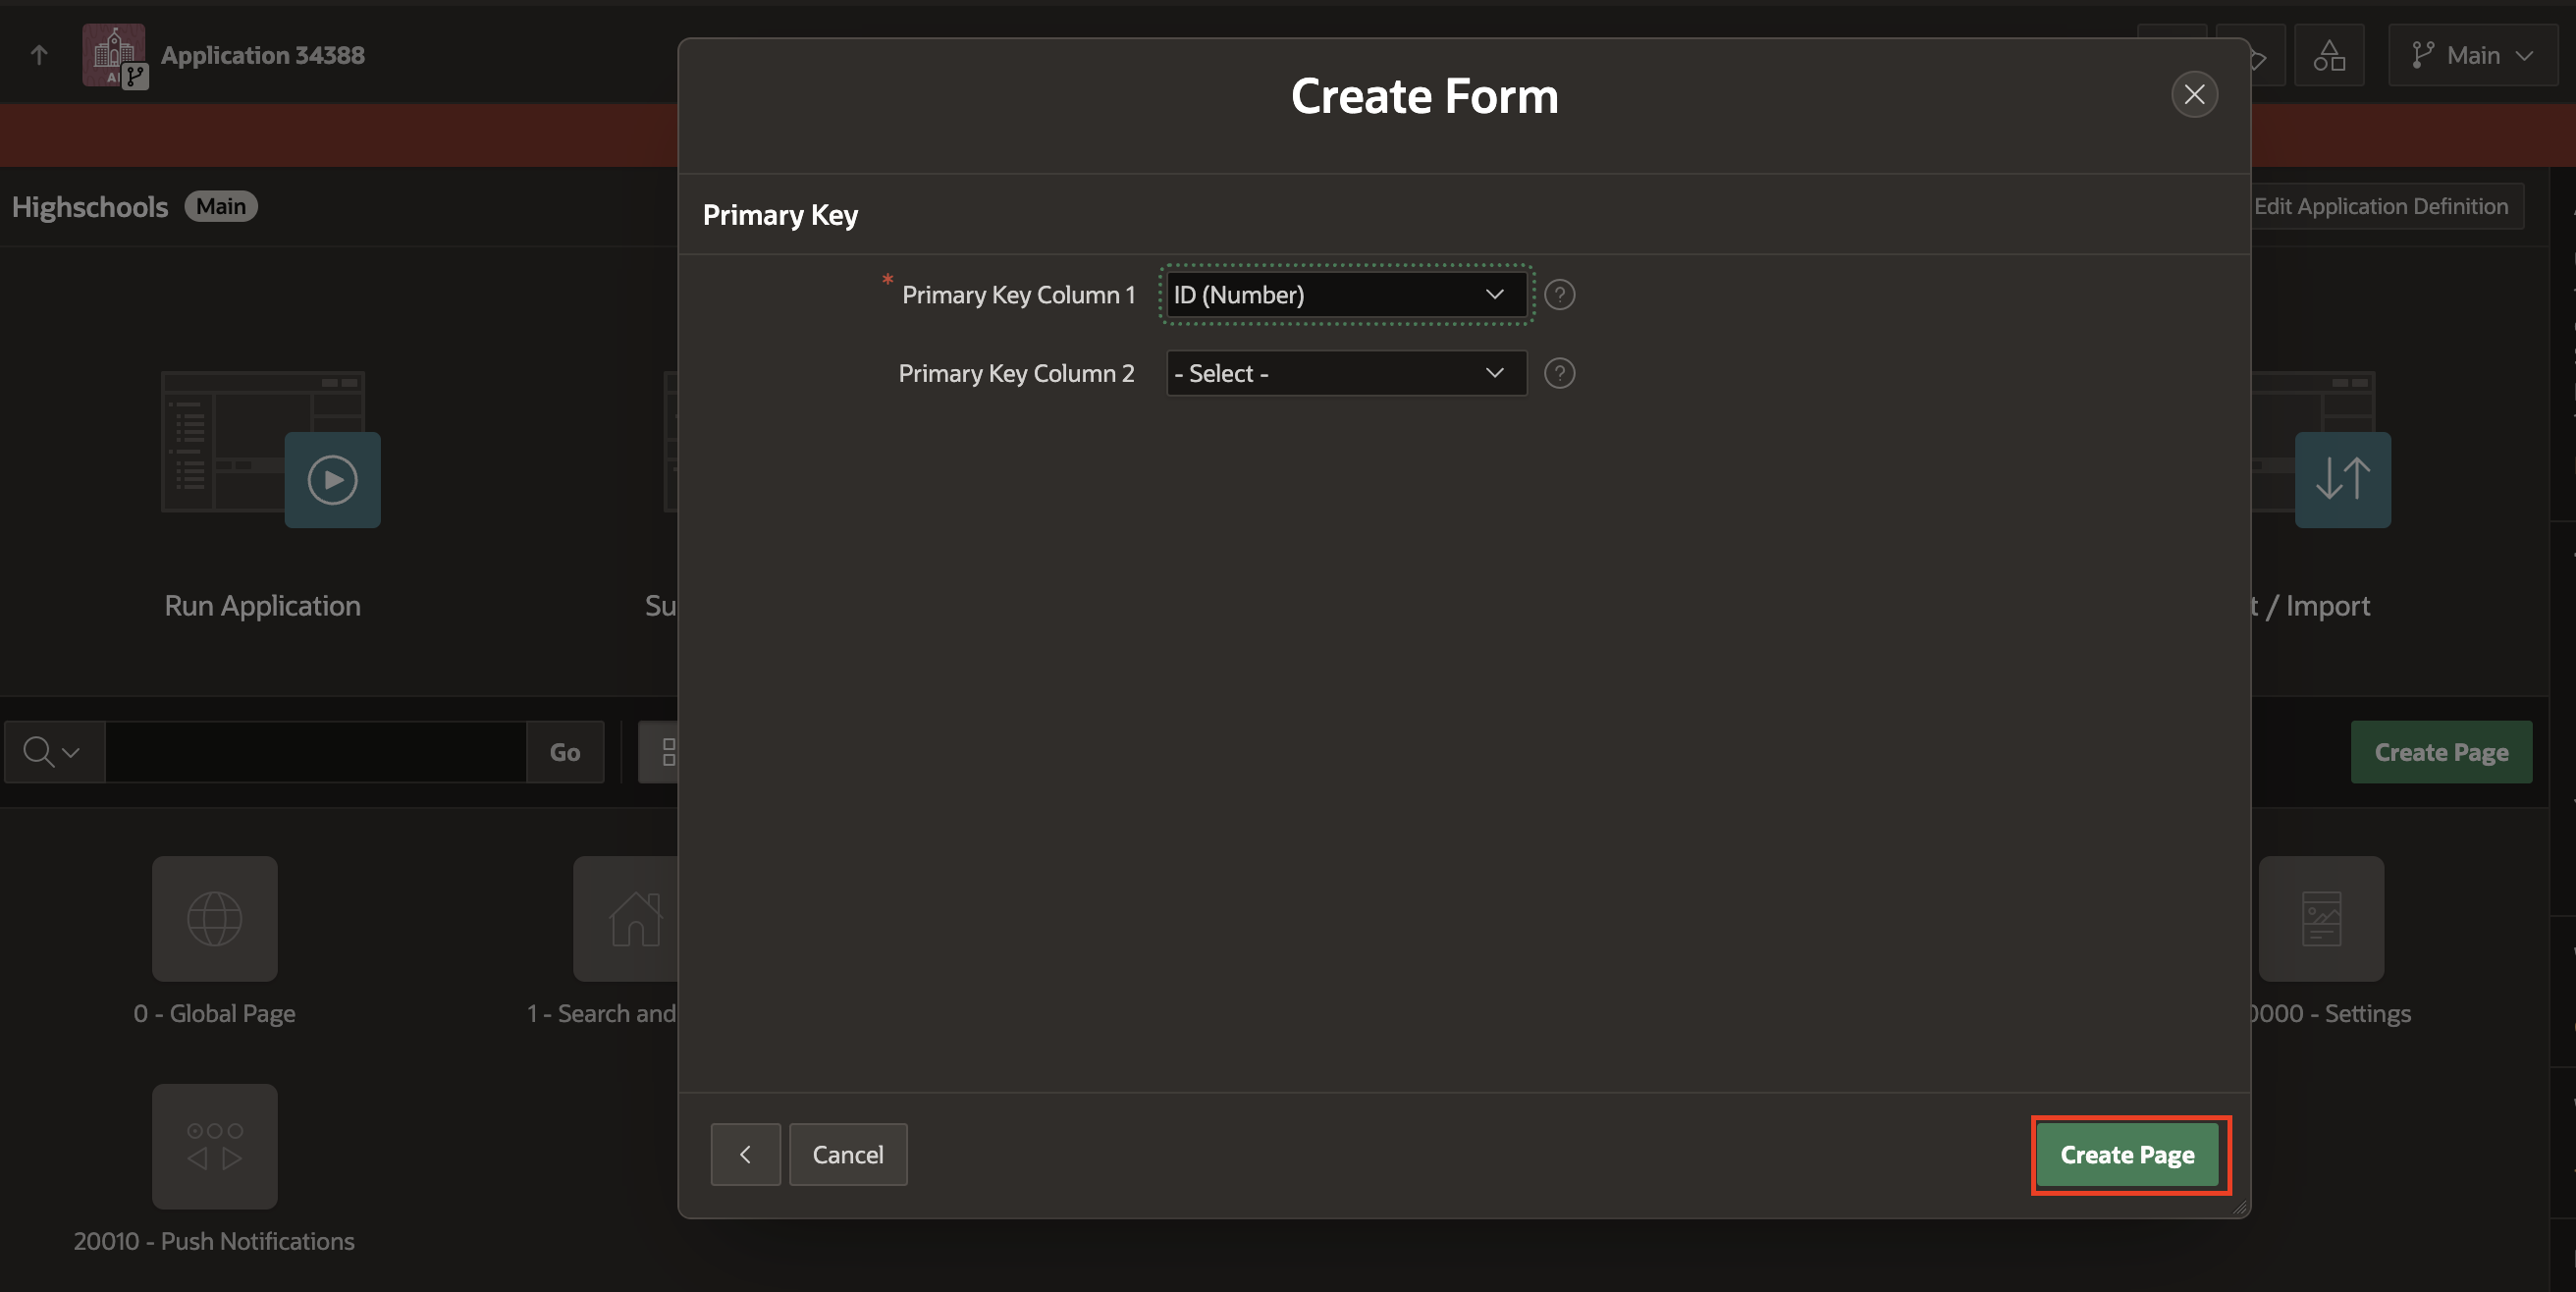 Application 34388
Main
Create Form
Highschools Main
Edit Application Definition
Primary Key
* Primary Key Column 1 ID (Number) ?
Primary Key Column 2 - Select - ?
Run Application
Su
t / Import
Go
Create Page
0 - Global Page
1 - Search and
0000 - Settings
20010 - Push Notifications
Cancel
Create Page